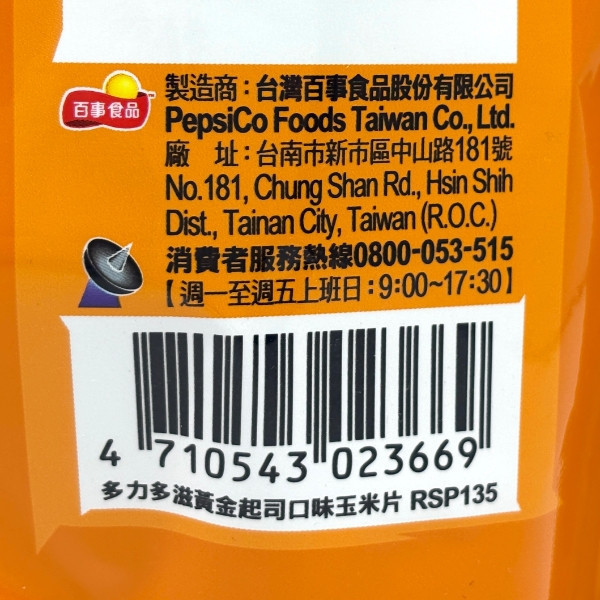 百事食品
製造商：台灣百事食品股份有限公司
PepsiCo Foods Taiwan Co., Ltd.
廠　址：台南市新市區中山路181號
No.181, Chung Shan Rd., Hsin Shih
Dist., Tainan City, Taiwan (R.O.C.)
消費者服務熱線0800-053-515
【週一至週五上班日：9:00~17:30】
4 710543 023669
多力多滋黃金起司口味玉米片 RSP135